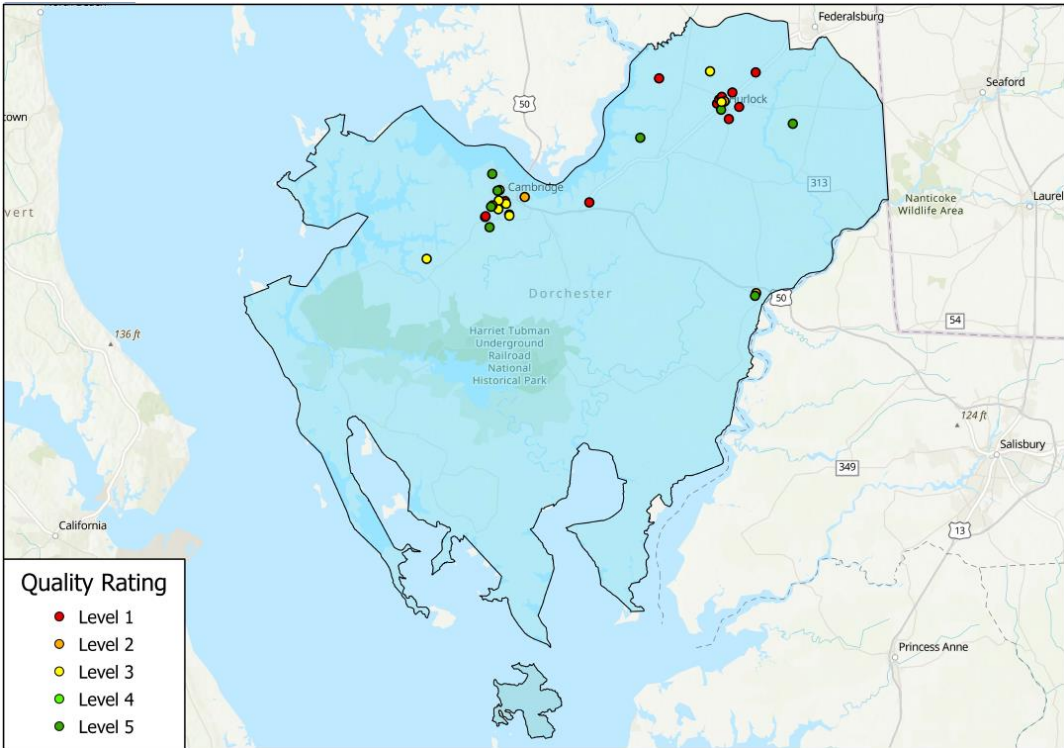 Federalsburg
50
Seaford
town
Hurlock
Cambridge
313
Laurel
Nanticoke
Wildlife Area
vert
Dorchester
50
54
136 ft
Harriet Tubman
Underground
Railroad
National
Historical Park
124 ft
Salisbury
349
California
13
Quality Rating
Level 1
Level 2
Level 3
Level 4
Level 5
Princess Anne